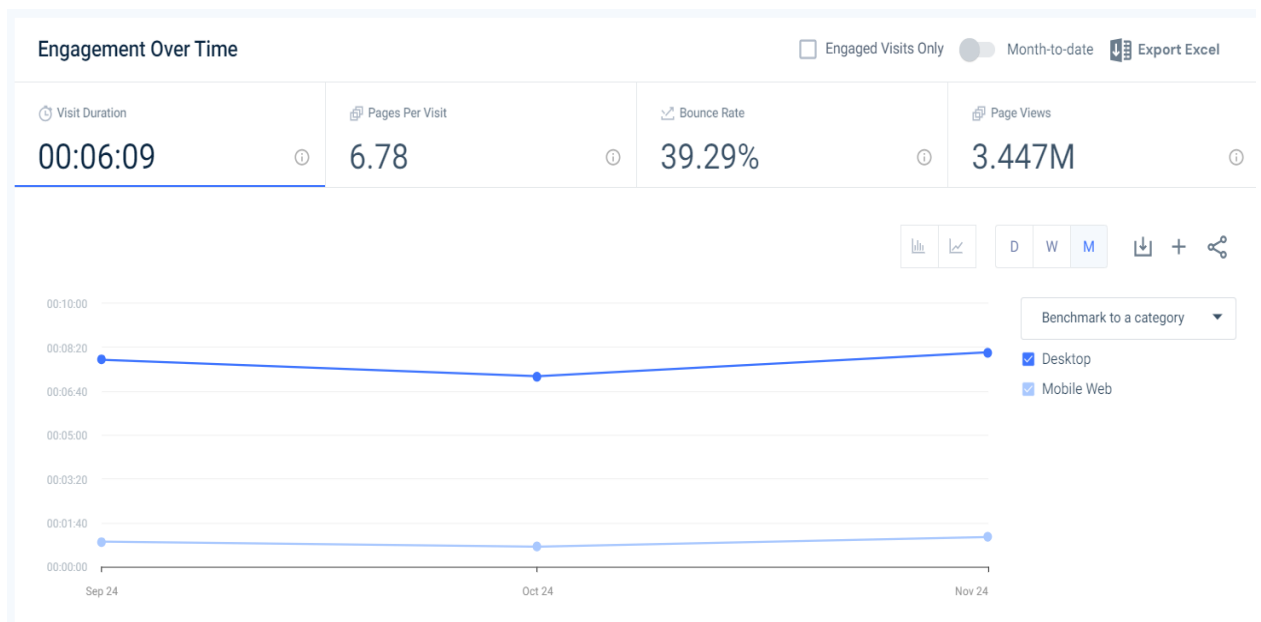 Engagement Over Time
Engaged Visits Only
Month-to-date
Export Excel
Visit Duration
00:06:09
Pages Per Visit
6.78
Bounce Rate
39.29%
Page Views
3.447M
D
W
M
00:10:00
00:08:20
00:06:40
00:05:00
00:03:20
00:01:40
00:00:00
Sep 24
Oct 24
Nov 24
Benchmark to a category
Desktop
Mobile Web